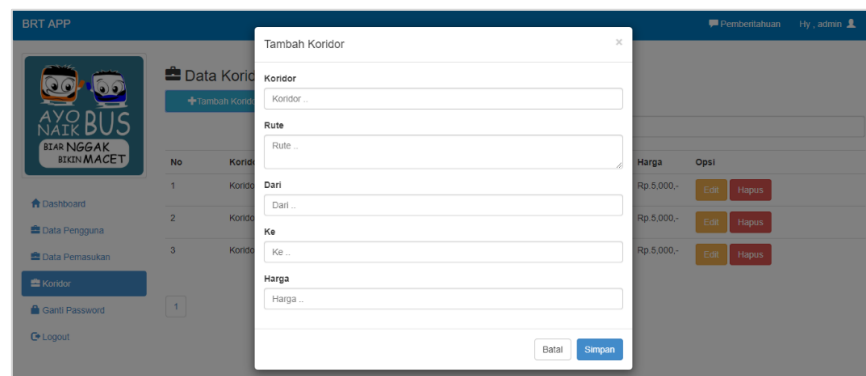 BRT APP
Pemberitahuan
Hy , admin
AYO NAIK BUS
BIAR NGGAK
BIKIN MACET
Dashboard
Data Pengguna
Data Pemasukan
Koridor
Ganti Password
Logout
Data Korid
+Tambah Korido
No Korido Harga Opsi
1 Korido Rp.5,000,- Edit Hapus
2 Korido Rp.5,000,- Edit Hapus
3 Korido Rp.5,000,- Edit Hapus
1
Tambah Koridor ×
Koridor
Koridor ..
Rute
Rute ..
Dari
Dari ..
Ke
Ke ..
Harga
Harga ..
Batal Simpan